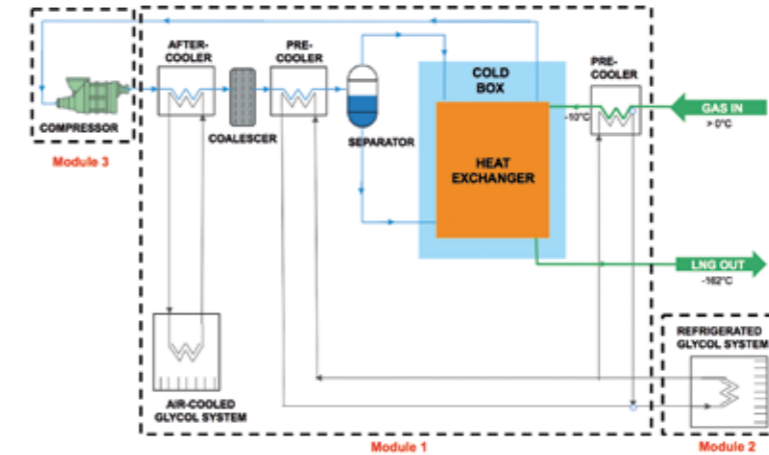 AFTER-
COOLER
PRE-
COOLER
PRE-
COOLER
COLD
BOX
GAS IN
> 0°C
-10°C
COMPRESSOR
COALESCER
SEPARATOR
HEAT
EXCHANGER
Module 3
LNG OUT
-162°C
REFRIGERATED
GLYCOL SYSTEM
AIR-COOLED
GLYCOL SYSTEM
Module 1
Module 2